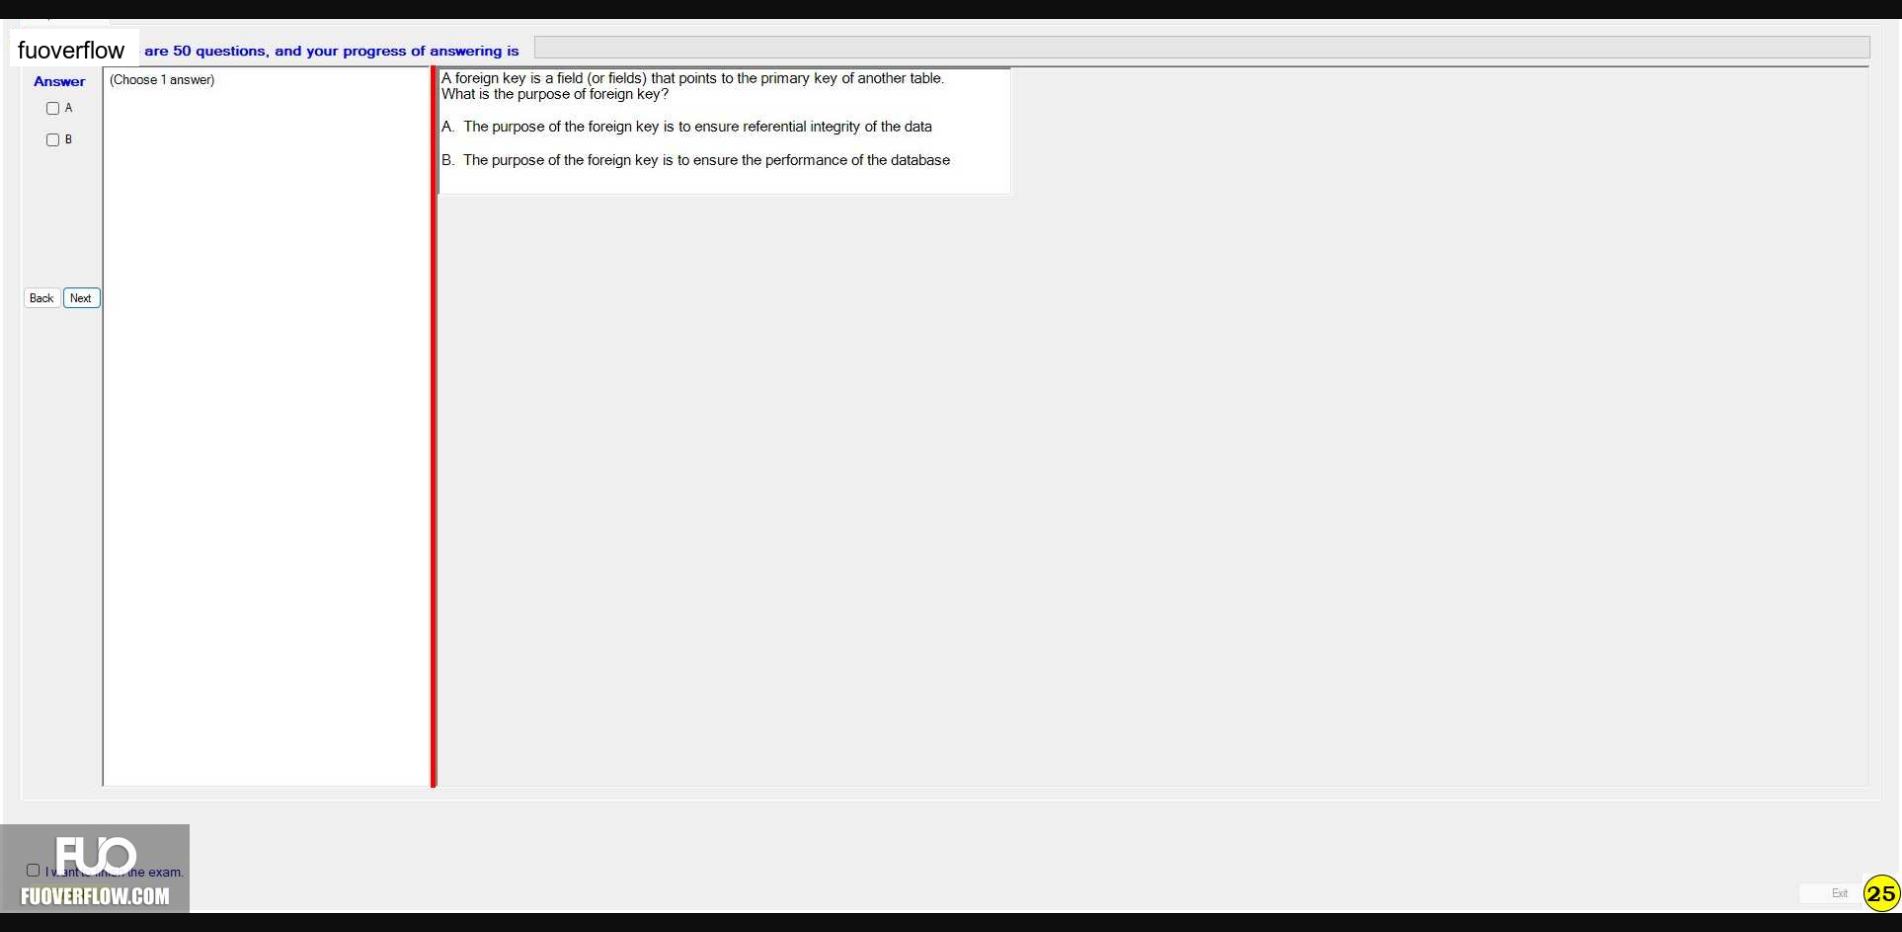 fuoverflow are 50 questions, and your progress of answering is
Answer
A
B
Back Next
(Choose 1 answer)
A foreign key is a field (or fields) that points to the primary key of another table.
What is the purpose of foreign key?
A. The purpose of the foreign key is to ensure referential integrity of the data
B. The purpose of the foreign key is to ensure the performance of the database
FUO
I want to finish the exam.
FUOVERFLOW.COM
Exit
25